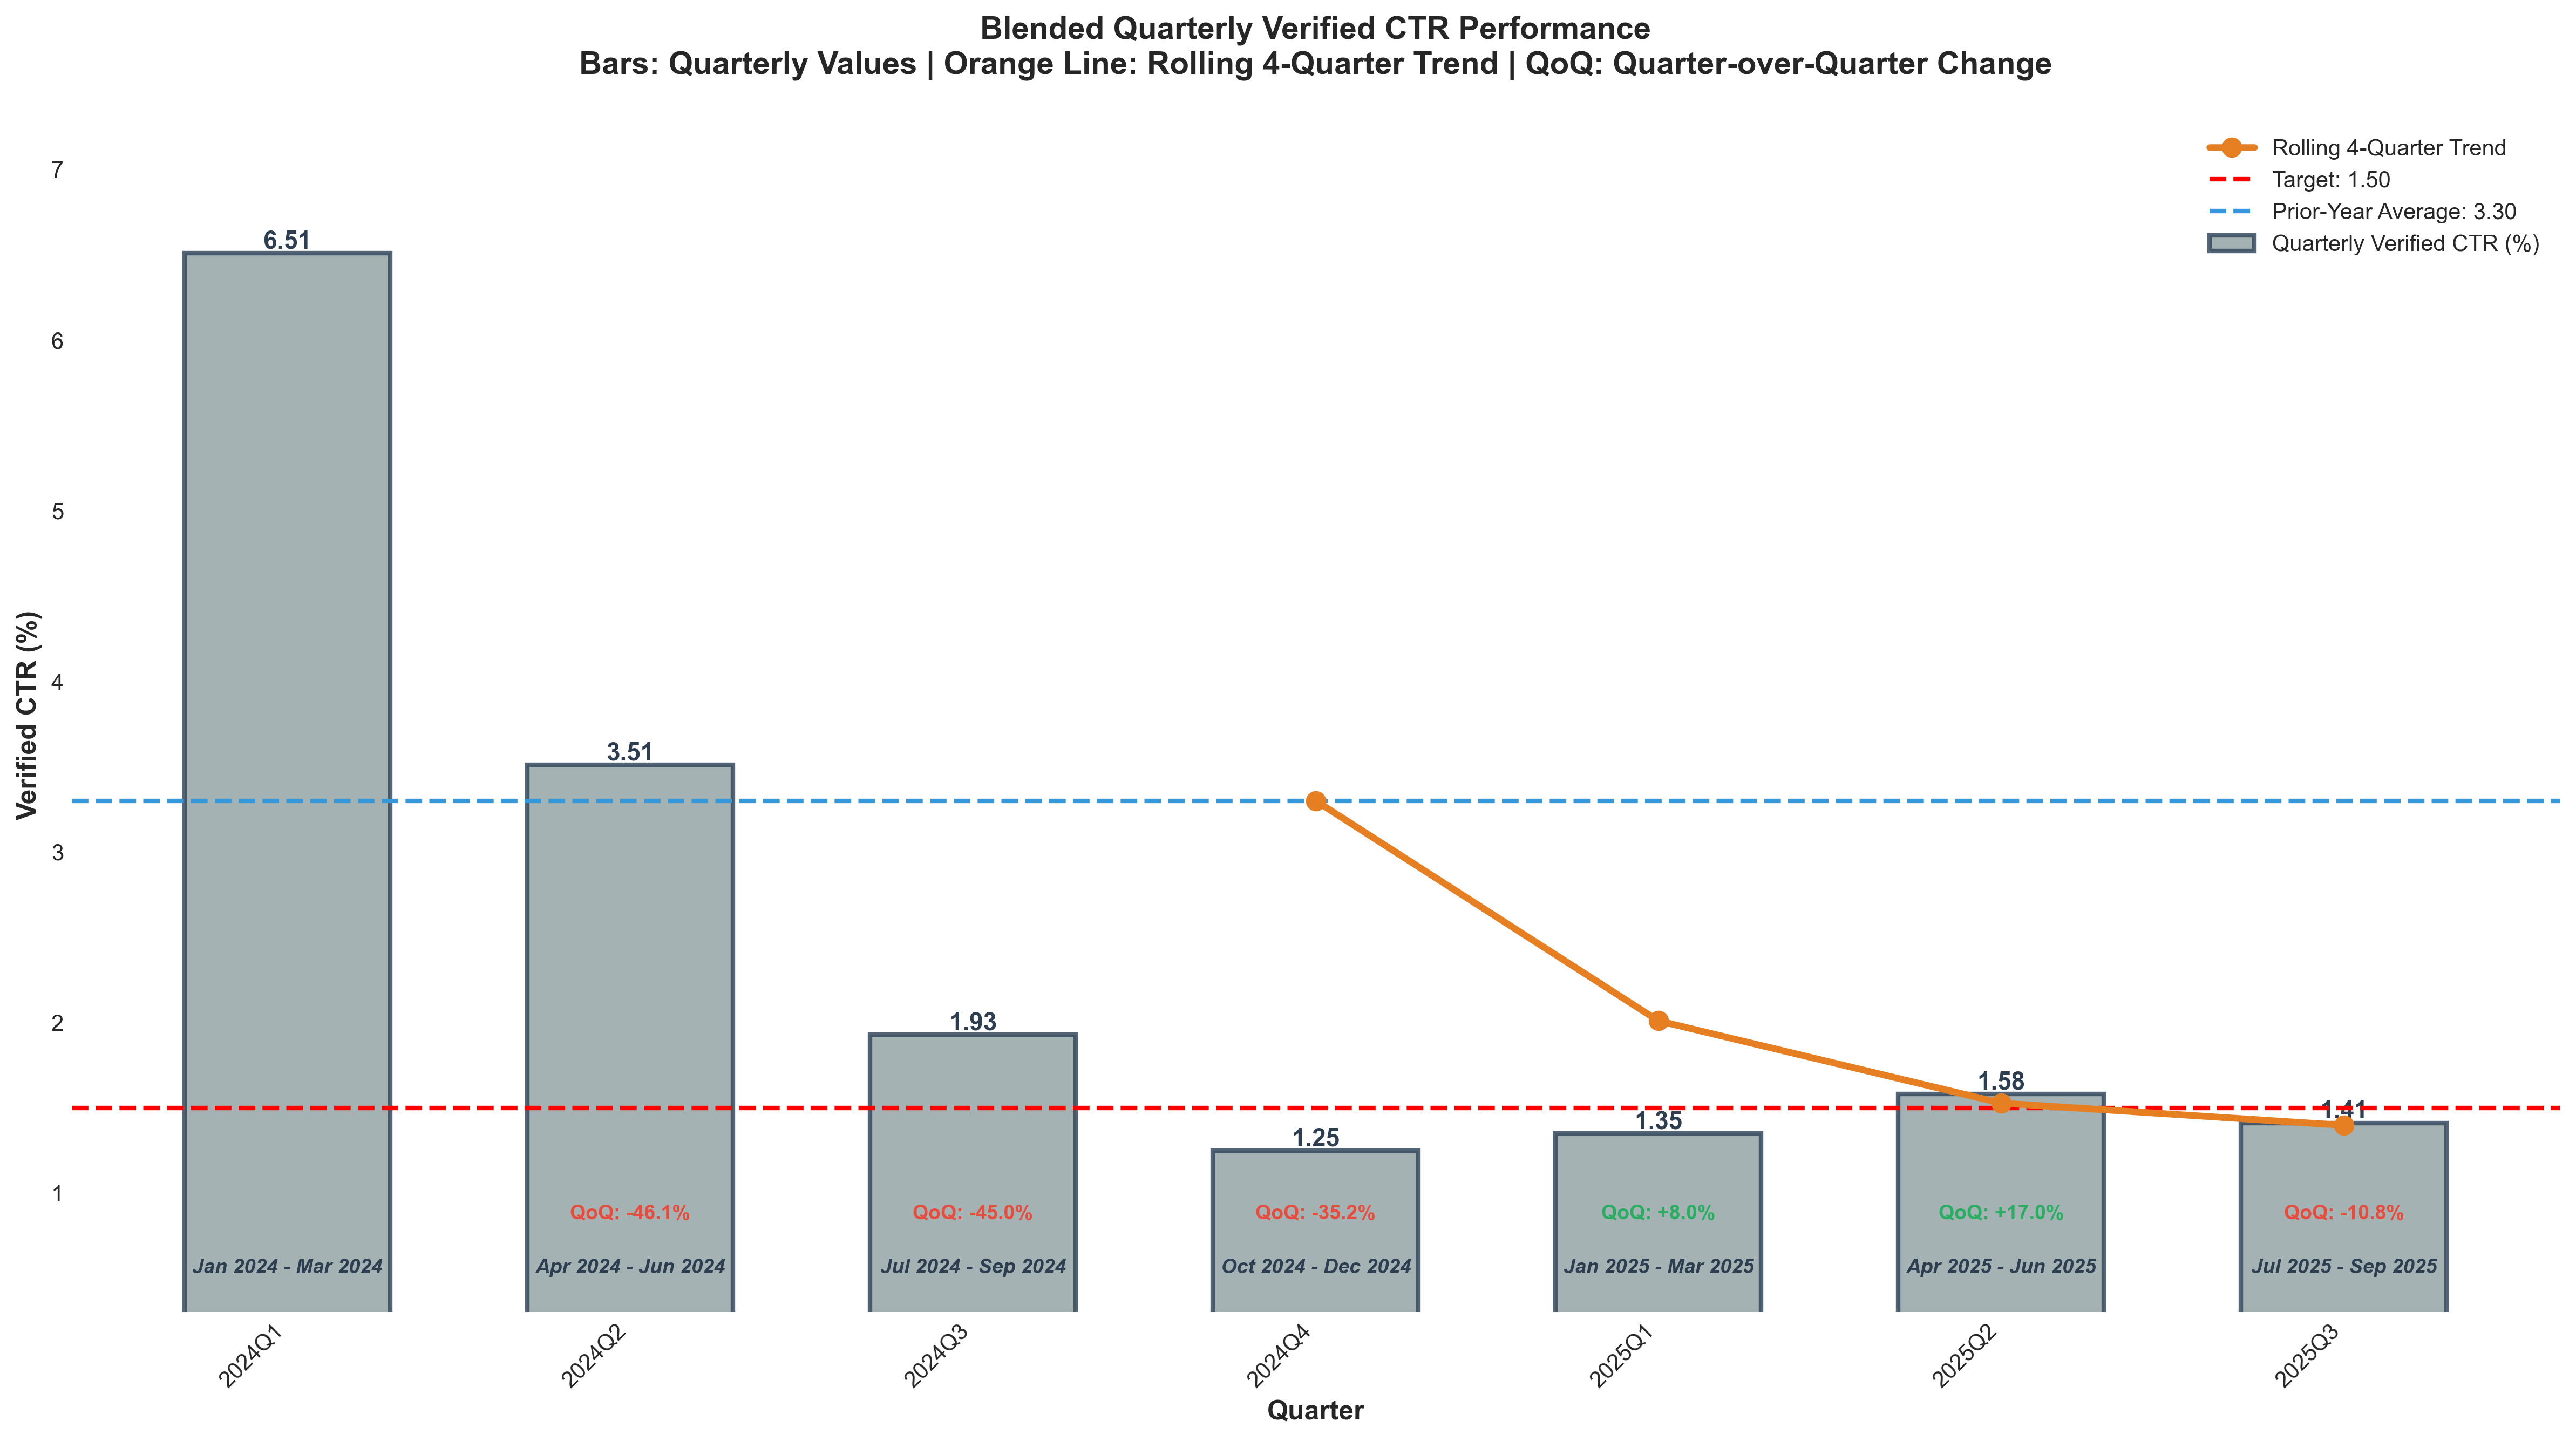 Blended Quarterly Verified CTR Performance
Bars: Quarterly Values | Orange Line: Rolling 4-Quarter Trend | QoQ: Quarter-over-Quarter Change
Rolling 4-Quarter Trend
Target: 1.50
Prior-Year Average: 3.30
Quarterly Verified CTR (%)
Verified CTR (%)
7
6
5
4
3
2
1
6.51
3.51
1.93
1.25
1.35
1.58
1.41
QoQ: -46.1%
QoQ: -45.0%
QoQ: -35.2%
QoQ: +8.0%
QoQ: +17.0%
QoQ: -10.8%
Jan 2024 - Mar 2024
Apr 2024 - Jun 2024
Jul 2024 - Sep 2024
Oct 2024 - Dec 2024
Jan 2025 - Mar 2025
Apr 2025 - Jun 2025
Jul 2025 - Sep 2025
2024Q1
2024Q2
2024Q3
2024Q4
2025Q1
2025Q2
2025Q3
Quarter